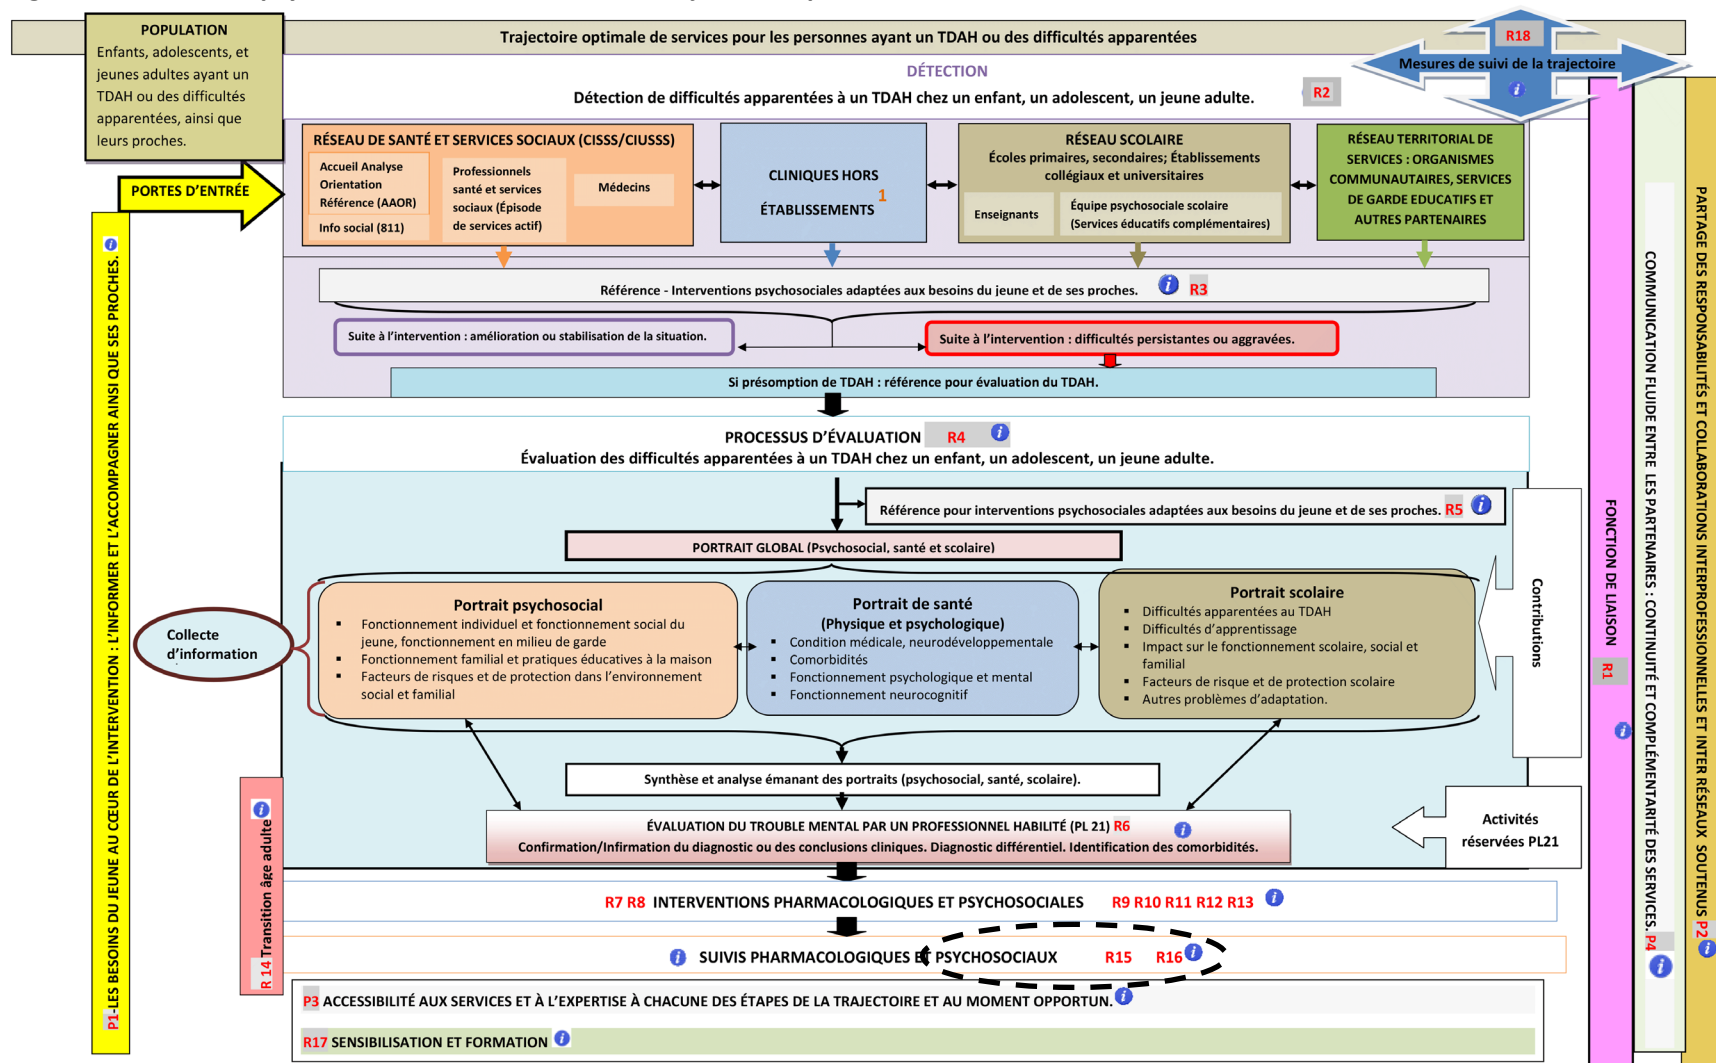 POPULATION
Enfants, adolescents, et
jeunes adultes ayant un
TDAH ou des difficultés
apparentées, ainsi que
leurs proches.
Trajectoire optimale de services pour les personnes ayant un TDAH ou des difficultés apparentées
R18
Mesures de suivi de la trajectoire
DÉTECTION
Détection de difficultés apparentées à un TDAH chez un enfant, un adolescent, un jeune adulte.
R2
PORTES D'ENTRÉE
RÉSEAU DE SANTÉ ET SERVICES SOCIAUX (CISSS/CIUSSS)
Accueil Analyse
Orientation
Référence (AAOR)
Info social (811)
Professionnels
santé et services
sociaux (Épisode
de services actif)
Médecins
CLINIQUES HORS
ÉTABLISSEMENTS 1
RÉSEAU SCOLAIRE
Écoles primaires, secondaires; Établissements
collégiaux et universitaires
Enseignants
Équipe psychosociale scolaire
(Services éducatifs complémentaires)
RÉSEAU TERRITORIAL DE
SERVICES : ORGANISMES
COMMUNAUTAIRES, SERVICES
DE GARDE EDUCATIFS ET
AUTRES PARTENAIRES
Référence - Interventions psychosociales adaptées aux besoins du jeune et de ses proches.
R3
Suite à l'intervention : amélioration ou stabilisation de la situation.
Suite à l'intervention : difficultés persistantes ou aggravées.
Si présomption de TDAH : référence pour évaluation du TDAH.
PROCESSUS D'ÉVALUATION R4
Évaluation des difficultés apparentées à un TDAH chez un enfant, un adolescent, un jeune adulte.
Référence pour interventions psychosociales adaptées aux besoins du jeune et de ses proches. R5
PORTRAIT GLOBAL (Psychosocial, santé et scolaire)
Collecte
d'information
Portrait psychosocial
▪ Fonctionnement individuel et fonctionnement social du
jeune, fonctionnement en milieu de garde
▪ Fonctionnement familial et pratiques éducatives à la maison
▪ Facteurs de risques et de protection dans l'environnement
social et familial
Portrait de santé
(Physique et psychologique)
▪ Condition médicale, neurodéveloppementale
▪ Comorbidités
▪ Fonctionnement psychologique et mental
▪ Fonctionnement neurocognitif
Portrait scolaire
▪ Difficultés apparentées au TDAH
▪ Difficultés d'apprentissage
▪ Impact sur le fonctionnement scolaire, social et
familial
▪ Facteurs de risque et de protection scolaire
▪ Autres problèmes d'adaptation.
Contributions
Synthèse et analyse émanant des portraits (psychosocial, santé, scolaire).
ÉVALUATION DU TROUBLE MENTAL PAR UN PROFESSIONNEL HABILITÉ (PL 21) R6
Confirmation/Infirmation du diagnostic ou des conclusions cliniques. Diagnostic différentiel. Identification des comorbidités.
Activités
réservées PL21
R7 R8 INTERVENTIONS PHARMACOLOGIQUES ET PSYCHOSOCIALES R9 R10 R11 R12 R13
SUIVIS PHARMACOLOGIQUES ET PSYCHOSOCIAUX R15 R16
P3 ACCESSIBILITÉ AUX SERVICES ET À L'EXPERTISE À CHACUNE DES ÉTAPES DE LA TRAJECTOIRE ET AU MOMENT OPPORTUN.
R17 SENSIBILISATION ET FORMATION
P1-LES BESOINS DU JEUNE AU CŒUR DE L'INTERVENTION : L'INFORMER ET L'ACCOMPAGNER AINSI QUE SES PROCHES.
R 14 Transition âge adulte
FONCTION DE LIAISON R1
COMMUNICATION FLUIDE ENTRE LES PARTENAIRES : CONTINUITÉ ET COMPLÉMENTARITÉ DES SERVICES. P4
PARTAGE DES RESPONSABILITÉS ET COLLABORATIONS INTERPROFESSIONNELLES ET INTER RÉSEAUX SOUTENUS P2